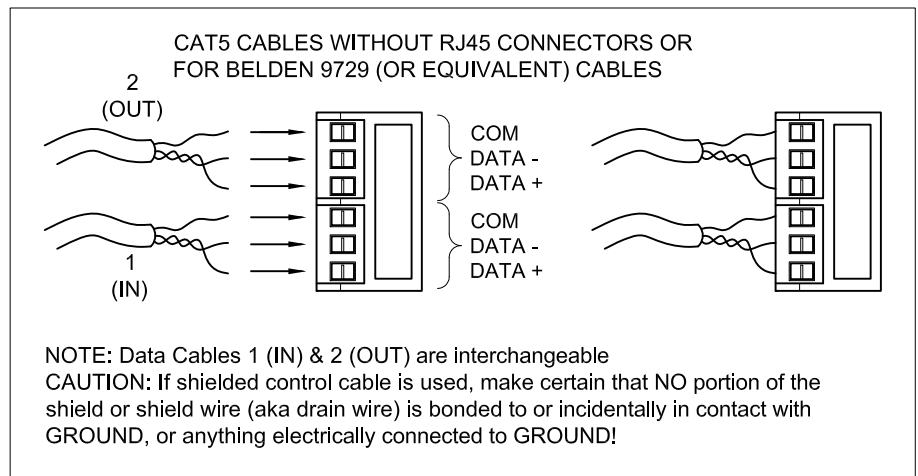 CAT5 CABLES WITHOUT RJ45 CONNECTORS OR
FOR BELDEN 9729 (OR EQUIVALENT) CABLES
2
(OUT)
COM
DATA -
DATA +
COM
DATA -
DATA +
1
(IN)
NOTE: Data Cables 1 (IN) & 2 (OUT) are interchangeable
CAUTION: If shielded control cable is used, make certain that NO portion of the
shield or shield wire (aka drain wire) is bonded to or incidentally in contact with
GROUND, or anything electrically connected to GROUND!